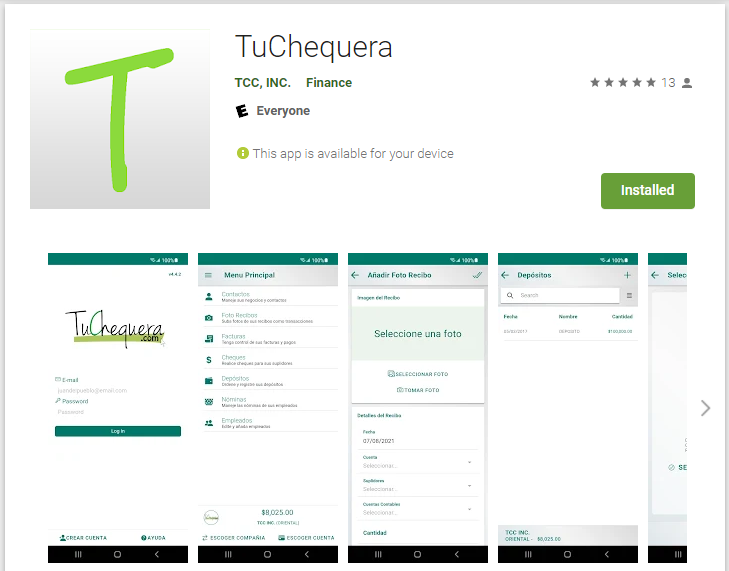 T
TuChequera
TCC, INC. Finance
13
Everyone
This app is available for your device
Installed
100%
v4.4.2
TuChequera
.com
E-mail
juandelpueblo@email.com
Password
Password
Log in
CREAR CUENTA
AYUDA
100%
Menu Principal
Contactos
Maneje sus negocios y contactos
Foto Recibos
Suba fotos de sus recibos como transacciones
Facturas
Tenga control de sus facturas y pagos
Cheques
Realice cheques para sus suplidores
Depósitos
Ordene y registre sus depósitos
Nóminas
Maneje las nóminas de sus empleados
Empleados
Edite y añada empleados
$8,025.00
TCC INC. (ORIENTAL)
ESCOGER COMPAÑIA
ESCOGER CUENTA
100%
Añadir Foto Recibo
Imagen del Recibo
Seleccione una foto
SELECCIONAR FOTO
TOMAR FOTO
Detalles del Recibo
Fecha
07/08/2021
Cuenta
Seleccionar...
Suplidores
Seleccionar...
Cuentas Contables
Seleccionar...
Cantidad
100%
Depósitos
Search
Fecha Nombre Cantidad
03/02/2017 DEPOSITO $100,000.00
TCC INC.
ORIENTAL - $8,025.00
Selec
SE